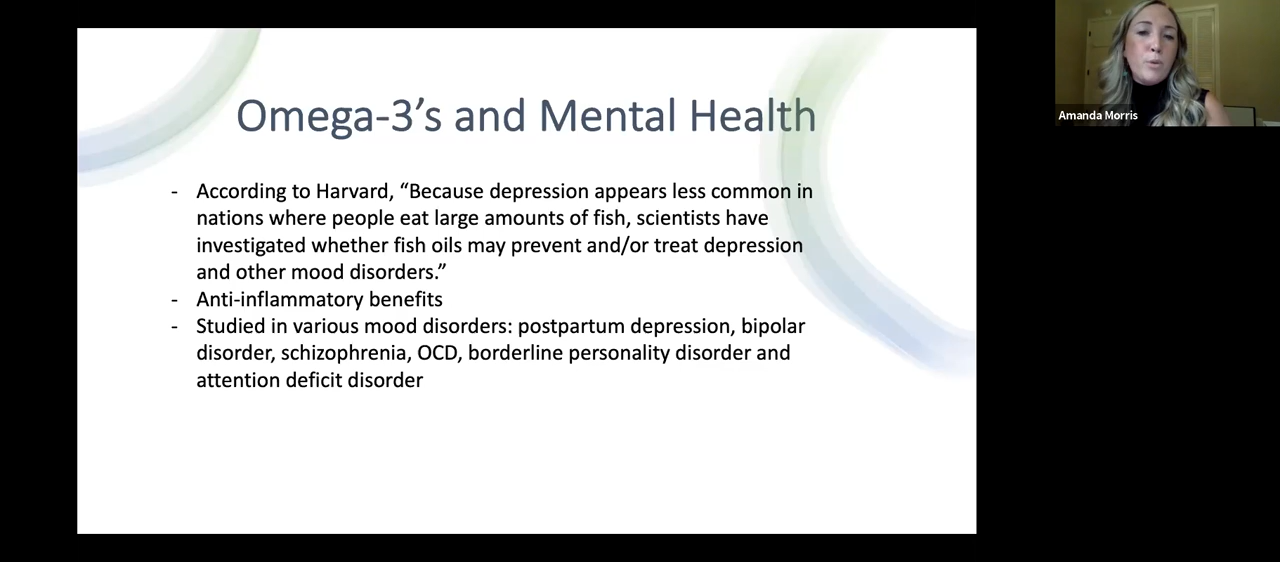 Omega-3’s and Mental Health
- According to Harvard, “Because depression appears less common in
nations where people eat large amounts of fish, scientists have
investigated whether fish oils may prevent and/or treat depression
and other mood disorders.”
- Anti-inflammatory benefits
- Studied in various mood disorders: postpartum depression, bipolar
disorder, schizophrenia, OCD, borderline personality disorder and
attention deficit disorder
Amanda Morris